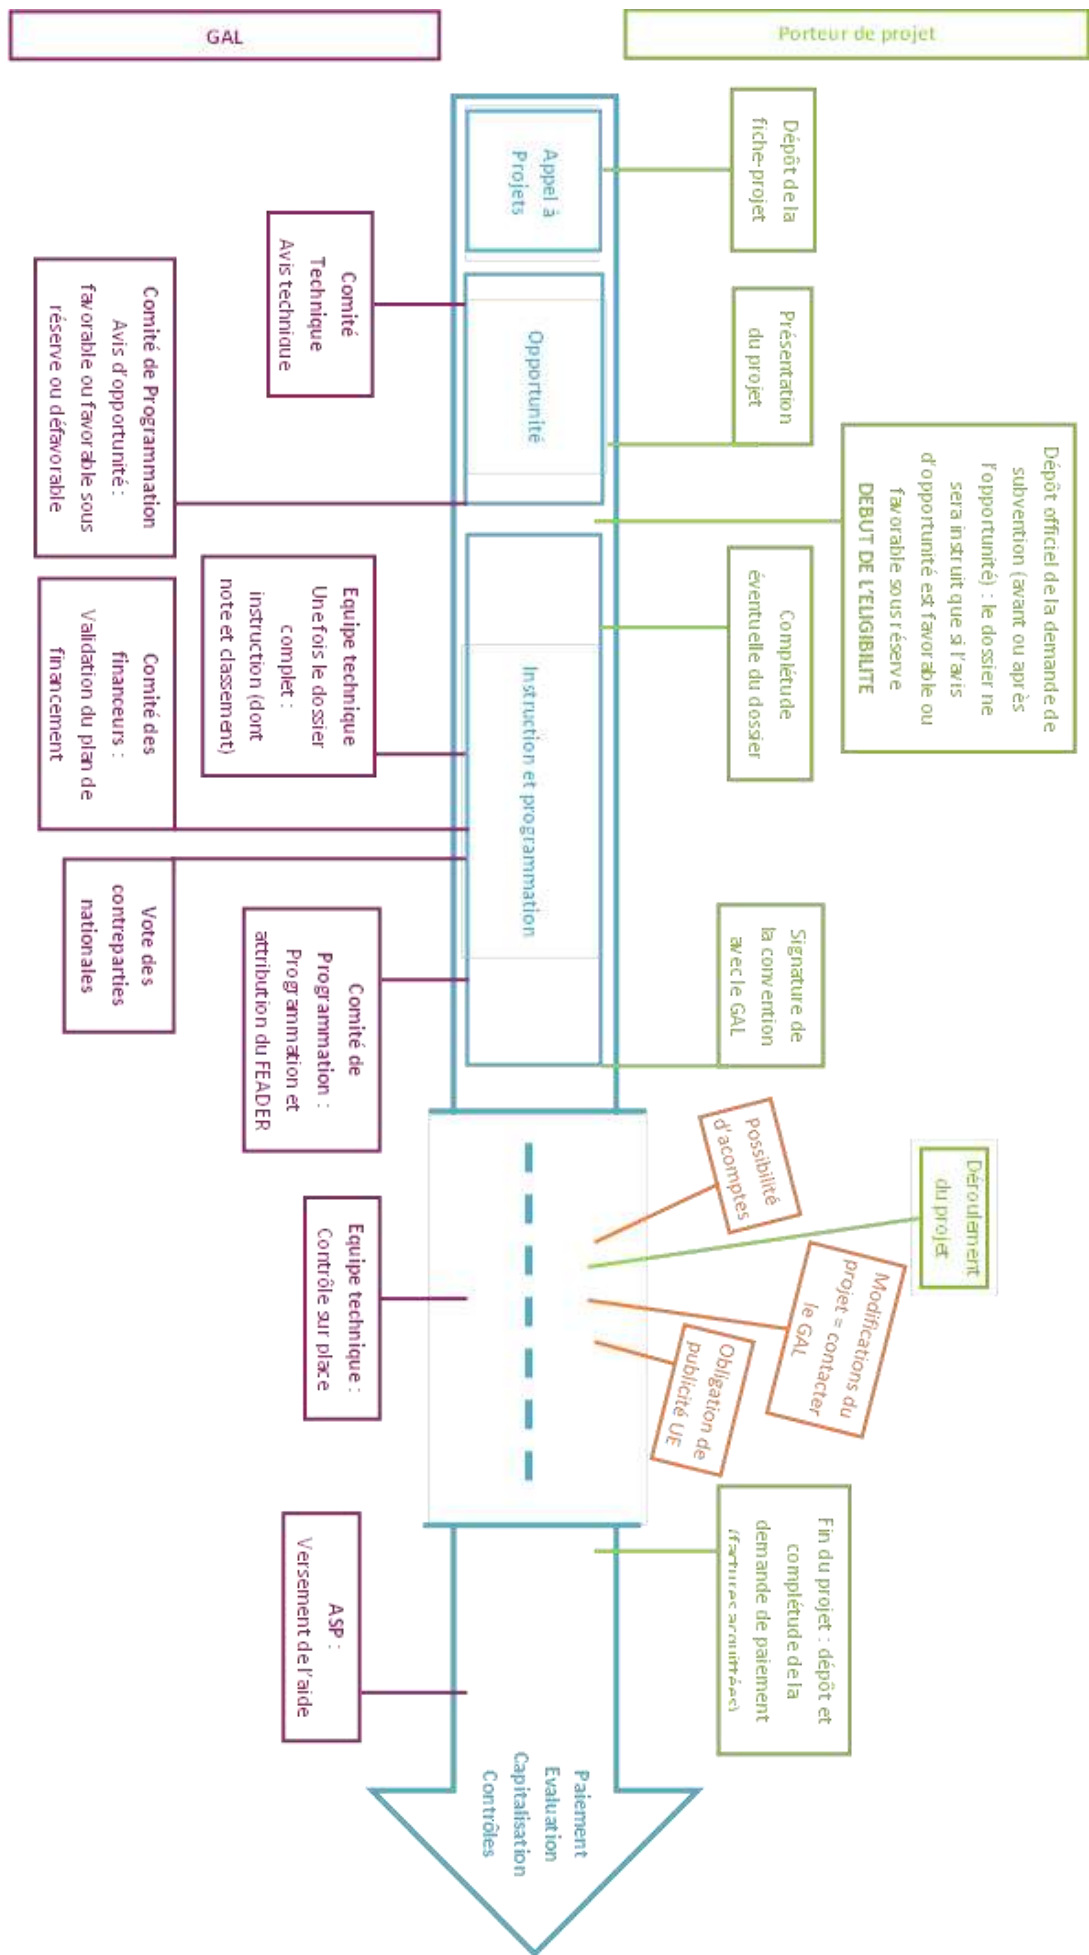 Porteur de projet
GAL
Dépôt de la
fiche-projet
Présentation
du projet
Dépôt officiel de la demande de
subvention (avant ou après
l'opportunité) : le dossier ne
sera instruit que si l'avis
d'opportunité est favorable ou
favorable sous réserve
DEBUT DE L'ELIGIBILITE
Complétude
éventuelle du dossier
Signature de
la convention
avec le GAL
Possibilité
d'acomptes
Déroulement
du projet
Modifications du
projet = contacter
le GAL
Obligation de
publicité UE
Fin du projet : dépôt et
complétude de la
demande de paiement
(factures acquittées)
Appel à
Projets
Opportunité
Instruction et programmation
Paiement
Evaluation
Capitalisation
Contrôles
Comité
Technique
Avis technique
Comité de Programmation
Avis d'opportunité :
favorable ou favorable sous
réserve ou défavorable
Equipe technique
Une fois le dossier
complet :
instruction (dont
note et classement)
Comité des
financeurs :
Validation du plan de
financement
Vote des
contreparties
nationales
Comité de
Programmation :
Programmation et
attribution du FEADER
Equipe technique :
Contrôle sur place
ASP :
Versement de l'aide